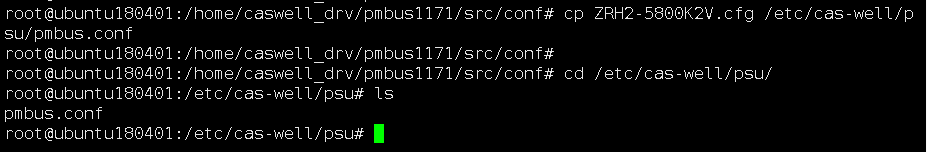 root@ubuntu180401:/home/caswell_drv/pmbus1171/src/conf# cp ZRH2-5800K2V.cfg /etc/cas-well/p
su/pmbus.conf
root@ubuntu180401:/home/caswell_drv/pmbus1171/src/conf#
root@ubuntu180401:/home/caswell_drv/pmbus1171/src/conf# cd /etc/cas-well/psu/
root@ubuntu180401:/etc/cas-well/psu# ls
pmbus.conf
root@ubuntu180401:/etc/cas-well/psu#